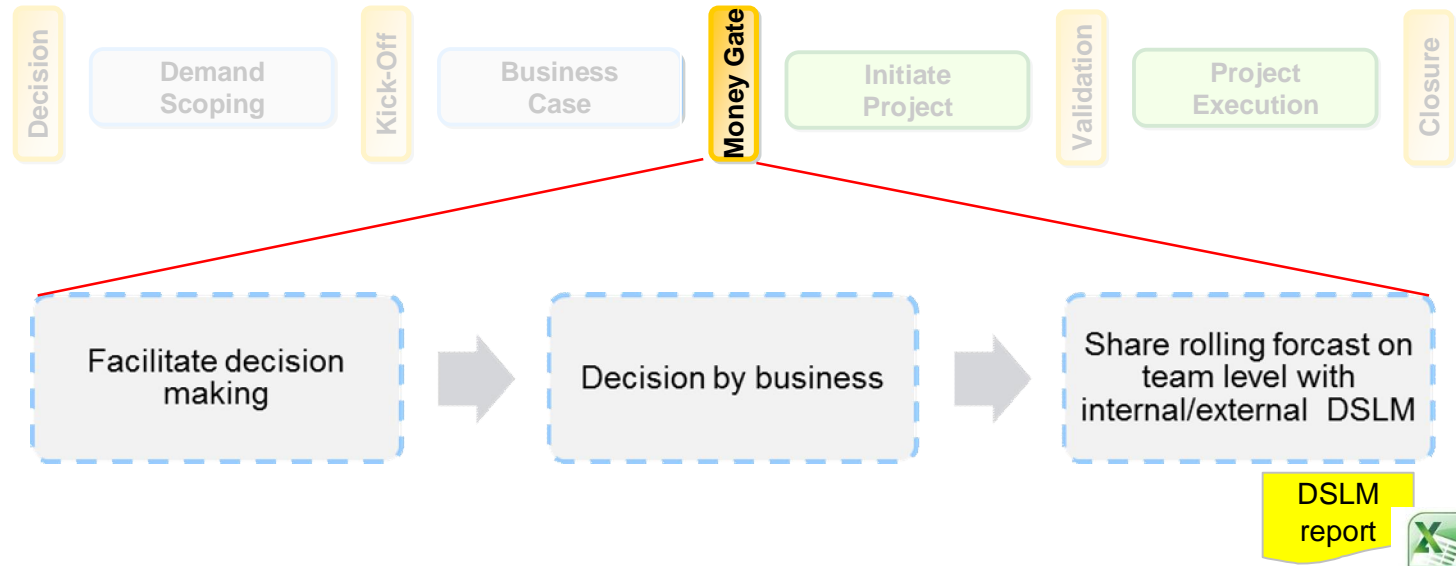 Decision
Demand
Scoping
Kick-Off
Business
Case
Money Gate
Initiate
Project
Validation
Project
Execution
Closure
Facilitate decision
making
Decision by business
Share rolling forcast on
team level with
internal/external DSLM
DSLM
report
X